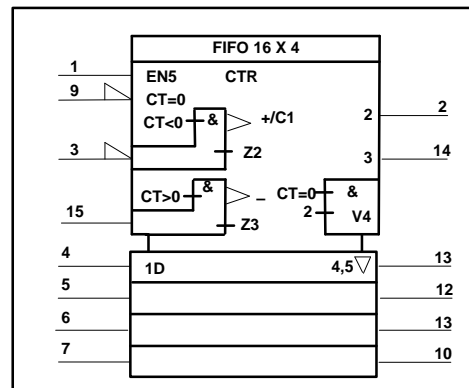 FIFO 16 X 4
1 EN5 CTR
9 CT=0
CT<0 & +/C1
2 2
3 Z2 3 14
CT>0 & – CT=0 &
15 Z3 2 V4
4 1D 4,5 13
5 12
6 13
7 10